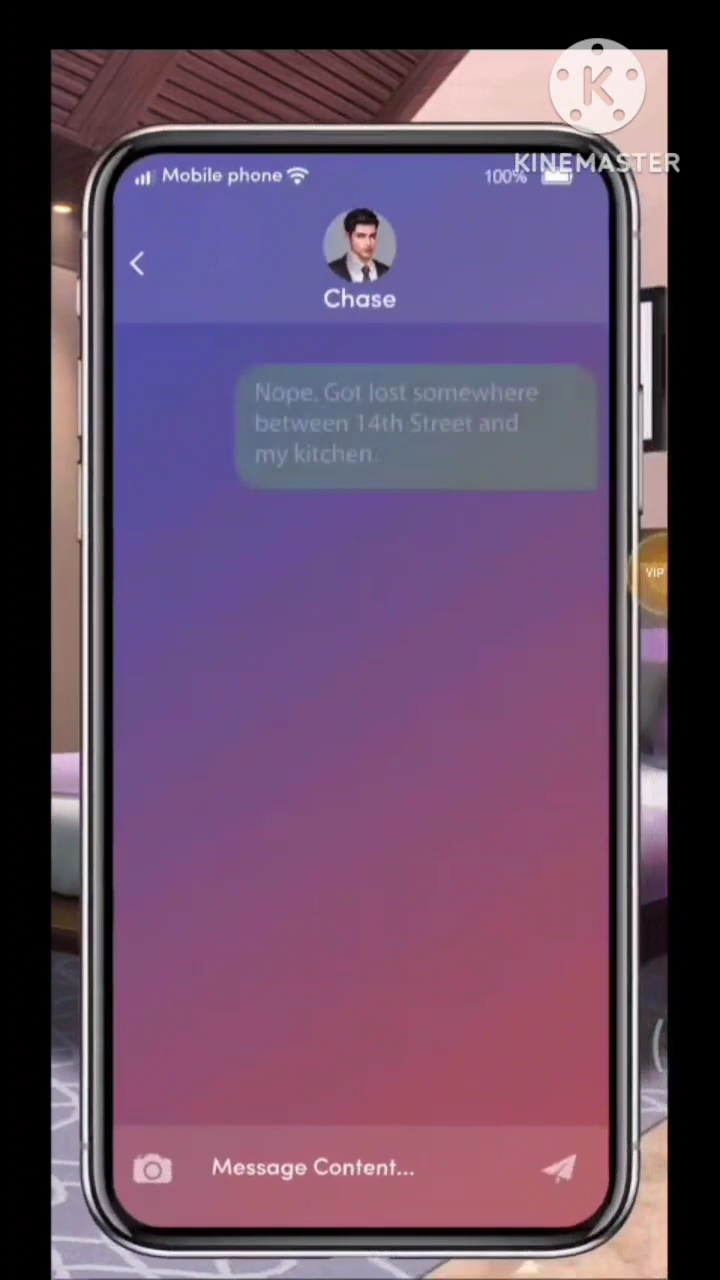 K
KINEMASTER
Mobile phone
100%
Chase
Nope. Got lost somewhere
between 14th Street and
my kitchen.
VIP
Message Content...